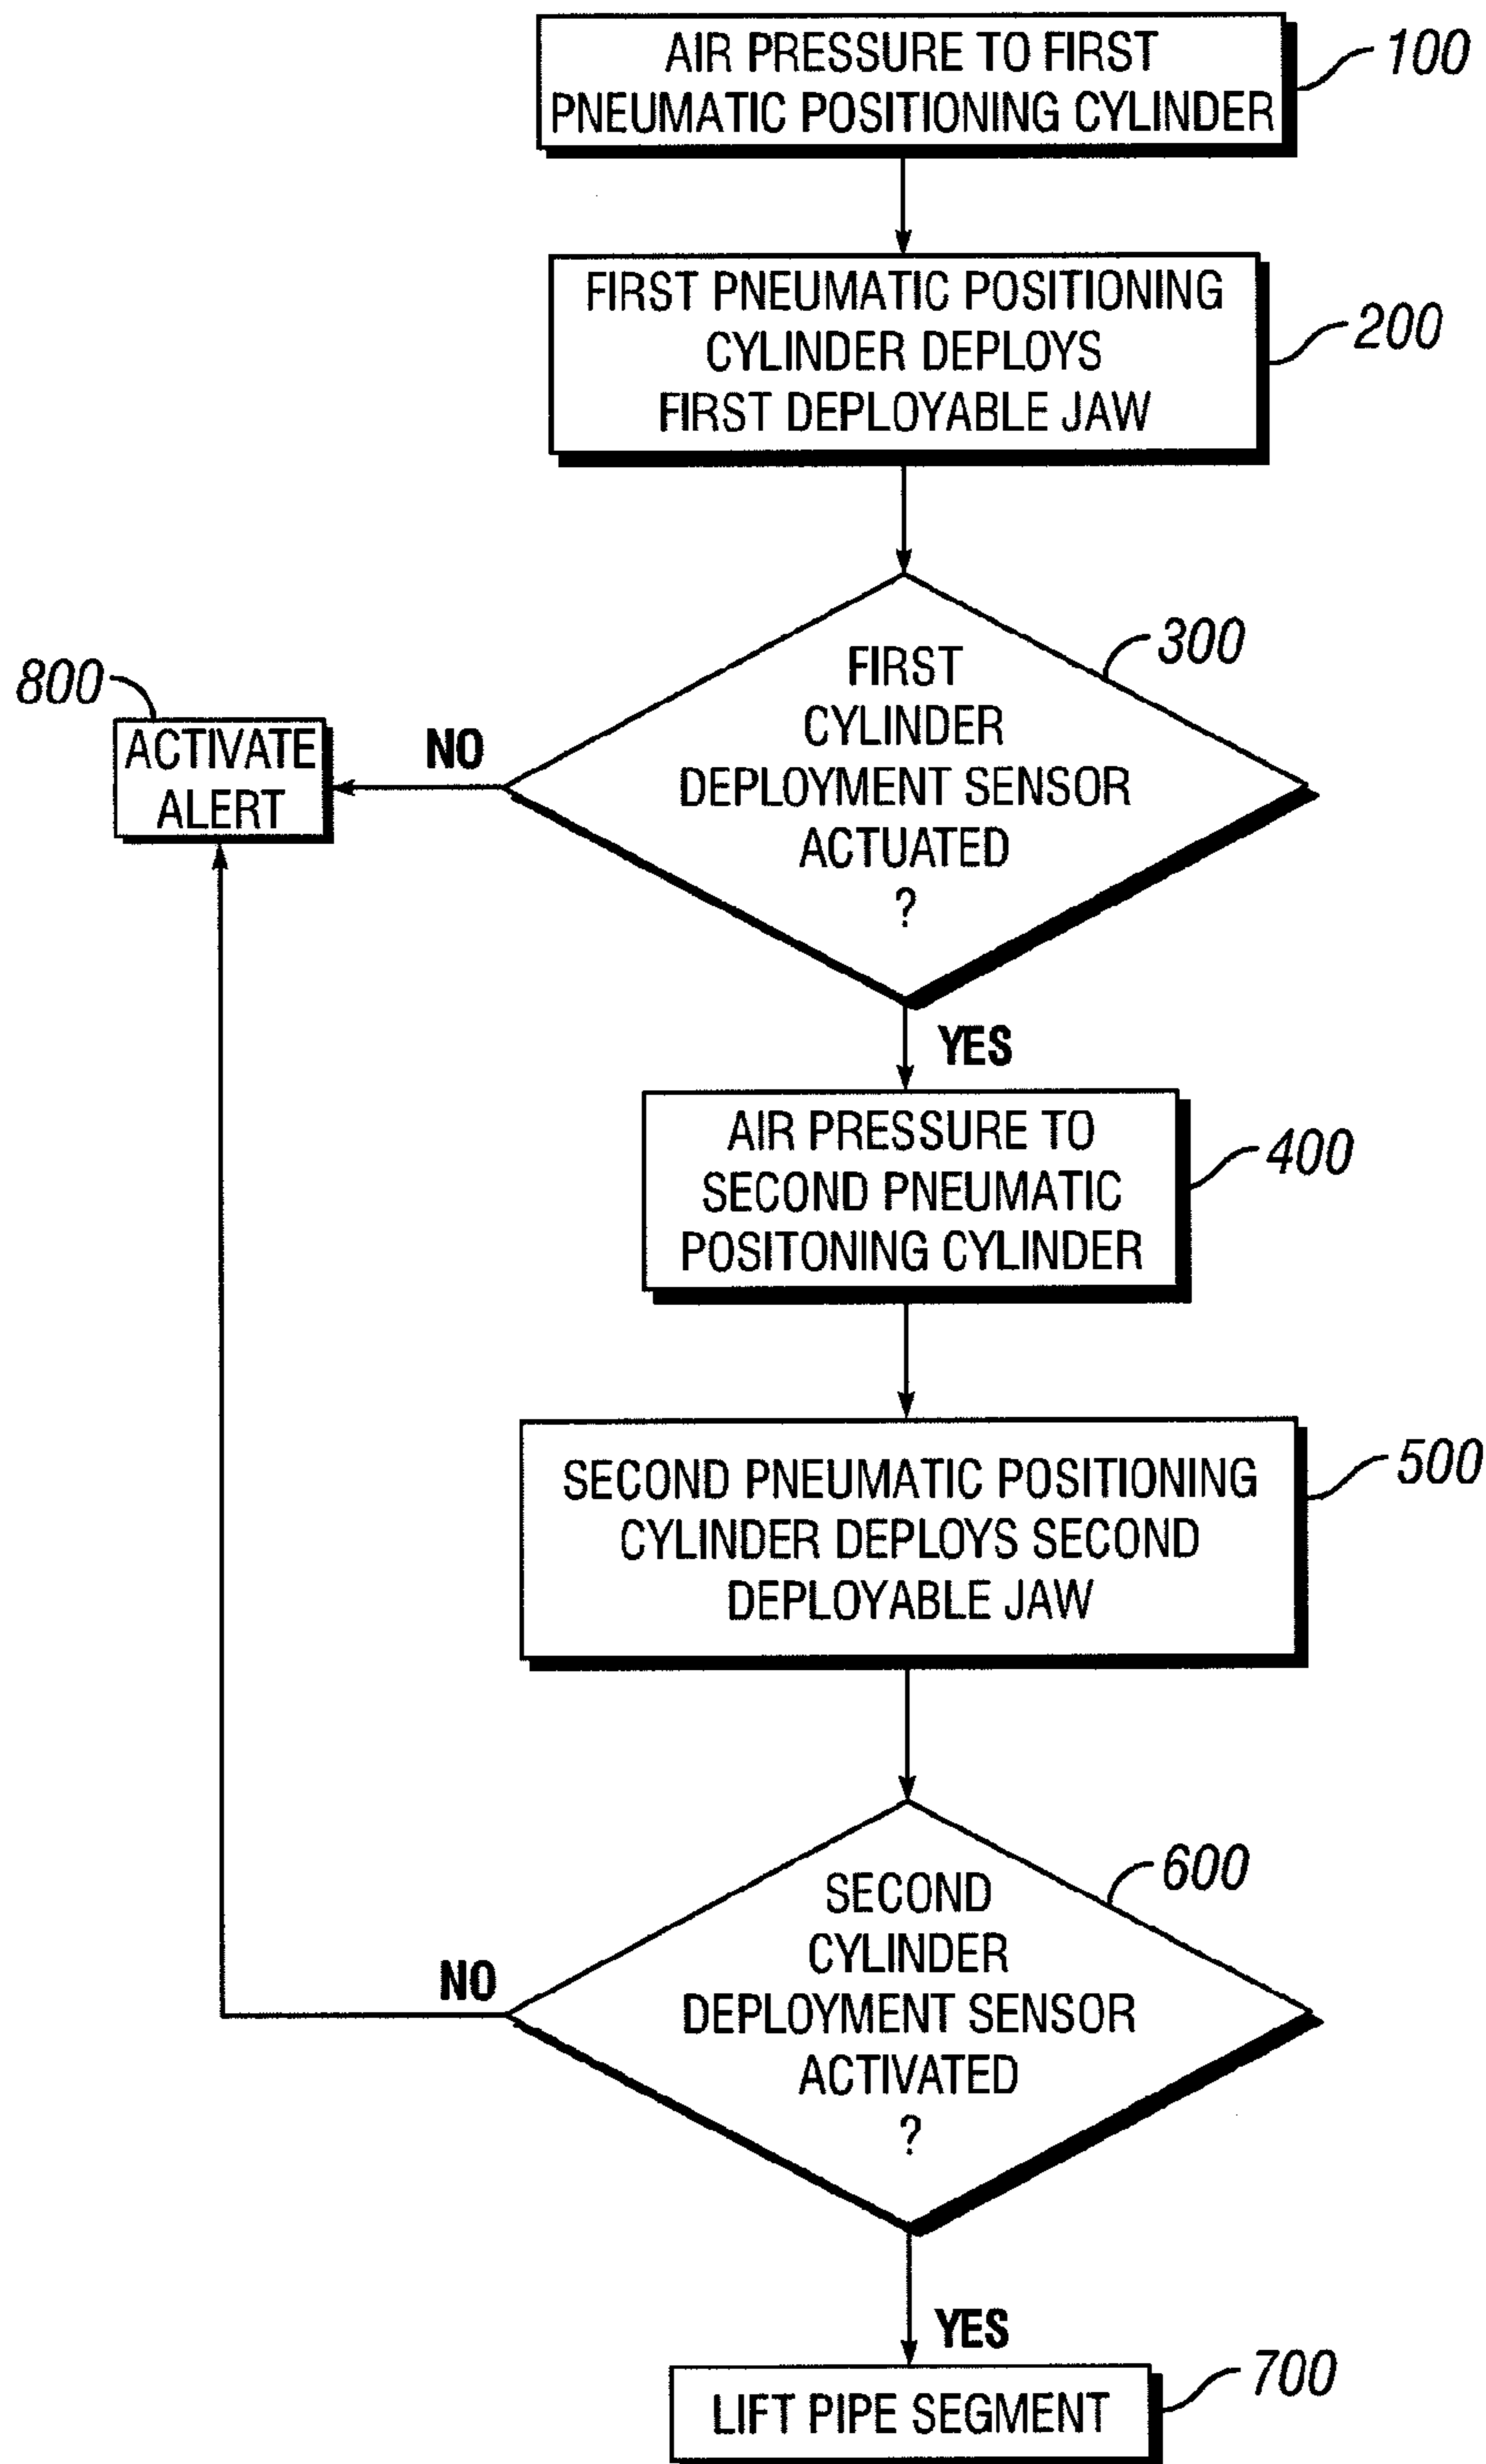 AIR PRESSURE TO FIRST
PNEUMATIC POSITIONING CYLINDER
100
FIRST PNEUMATIC POSITIONING
CYLINDER DEPLOYS
FIRST DEPLOYABLE JAW
200
FIRST
CYLINDER
DEPLOYMENT SENSOR
ACTUATED
?
300
800
ACTIVATE
ALERT
NO
YES
AIR PRESSURE TO
SECOND PNEUMATIC
POSITONING CYLINDER
400
SECOND PNEUMATIC POSITIONING
CYLINDER DEPLOYS SECOND
DEPLOYABLE JAW
500
SECOND
CYLINDER
DEPLOYMENT SENSOR
ACTIVATED
?
600
NO
YES
LIFT PIPE SEGMENT
700